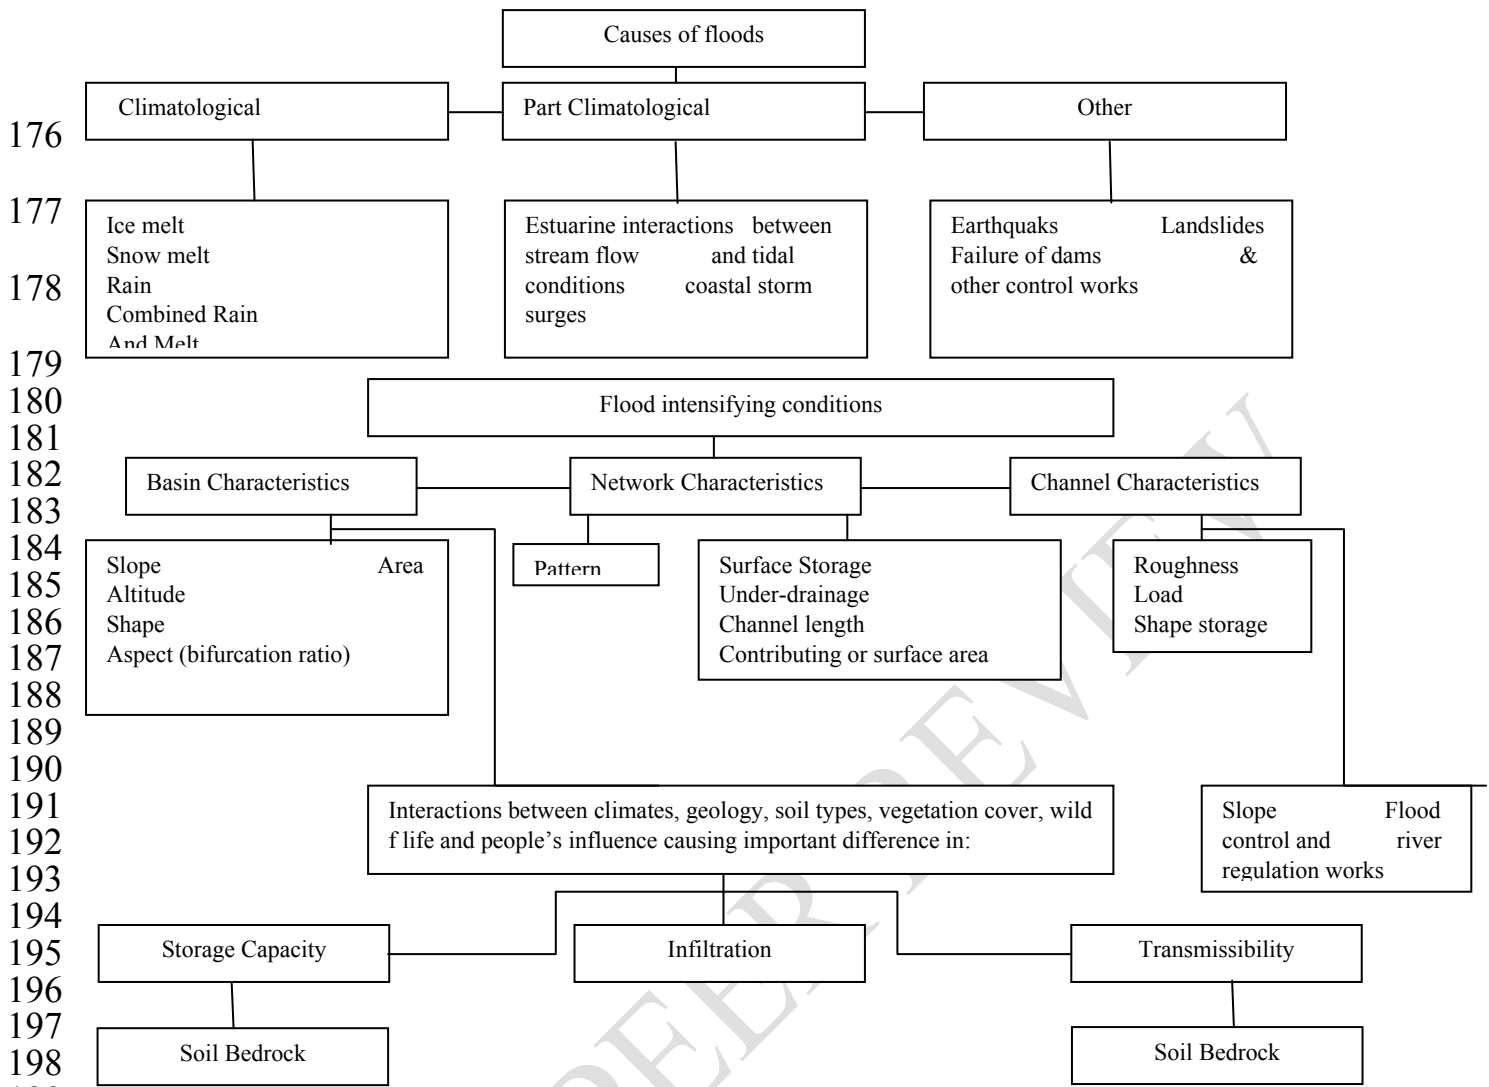 Causes of floods
Climatological
Part Climatological
Other
176
177
Ice melt
Snow melt
Rain
Combined Rain
And Melt
Estuarine interactions between
stream flow and tidal
conditions coastal storm
surges
Earthquaks Landslides
Failure of dams &
other control works
178
179
180
Flood intensifying conditions
181
182
Basin Characteristics
Network Characteristics
Channel Characteristics
183
184
Slope Area
Altitude
Shape
Aspect (bifurcation ratio)
Pattern
Surface Storage
Under-drainage
Channel length
Contributing or surface area
Roughness
Load
Shape storage
185
186
187
188
189
190
191
Interactions between climates, geology, soil types, vegetation cover, wild
f life and people’s influence causing important difference in:
Slope Flood
control and river
regulation works
192
193
194
195
Storage Capacity
Infiltration
Transmissibility
196
197
198
Soil Bedrock
Soil Bedrock
PEER REVIEW